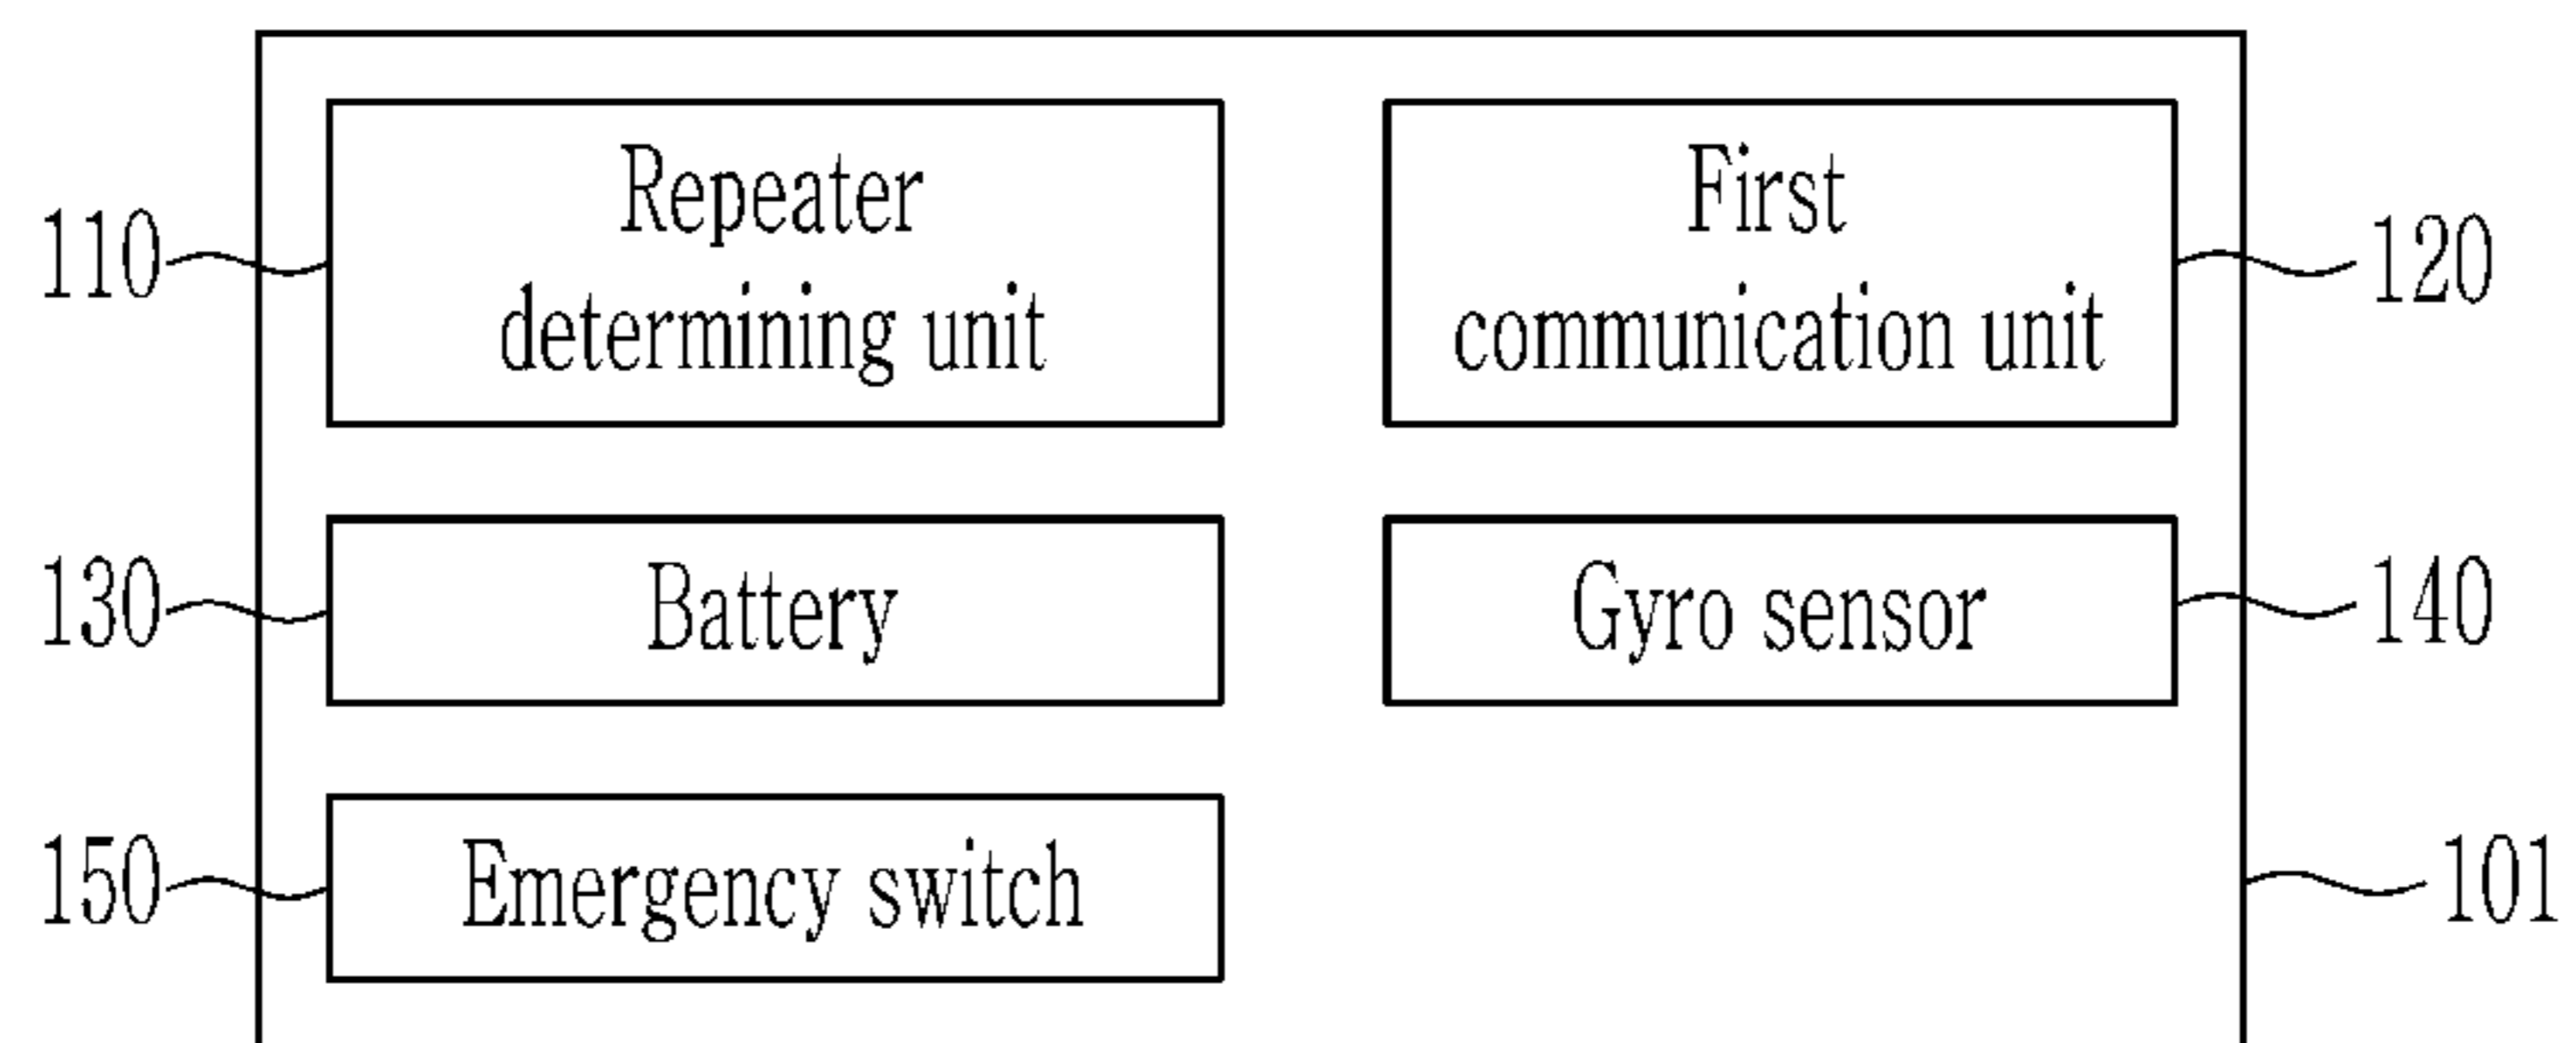 Repeater
determining unit
First
communication unit
110
120
Battery
Gyro sensor
130
140
Emergency switch
150
101